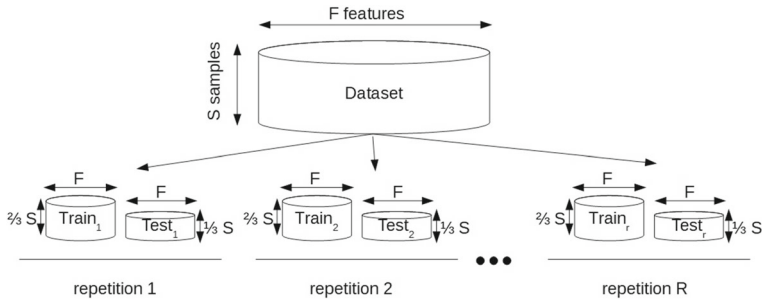 F features
S samples
Dataset
F F F F F F
⅔ S Train1 Test1 ⅓ S ⅔ S Train2 Test2 ⅓ S ⅔ S Trainr Testr ⅓ S
repetition 1 repetition 2 repetition R